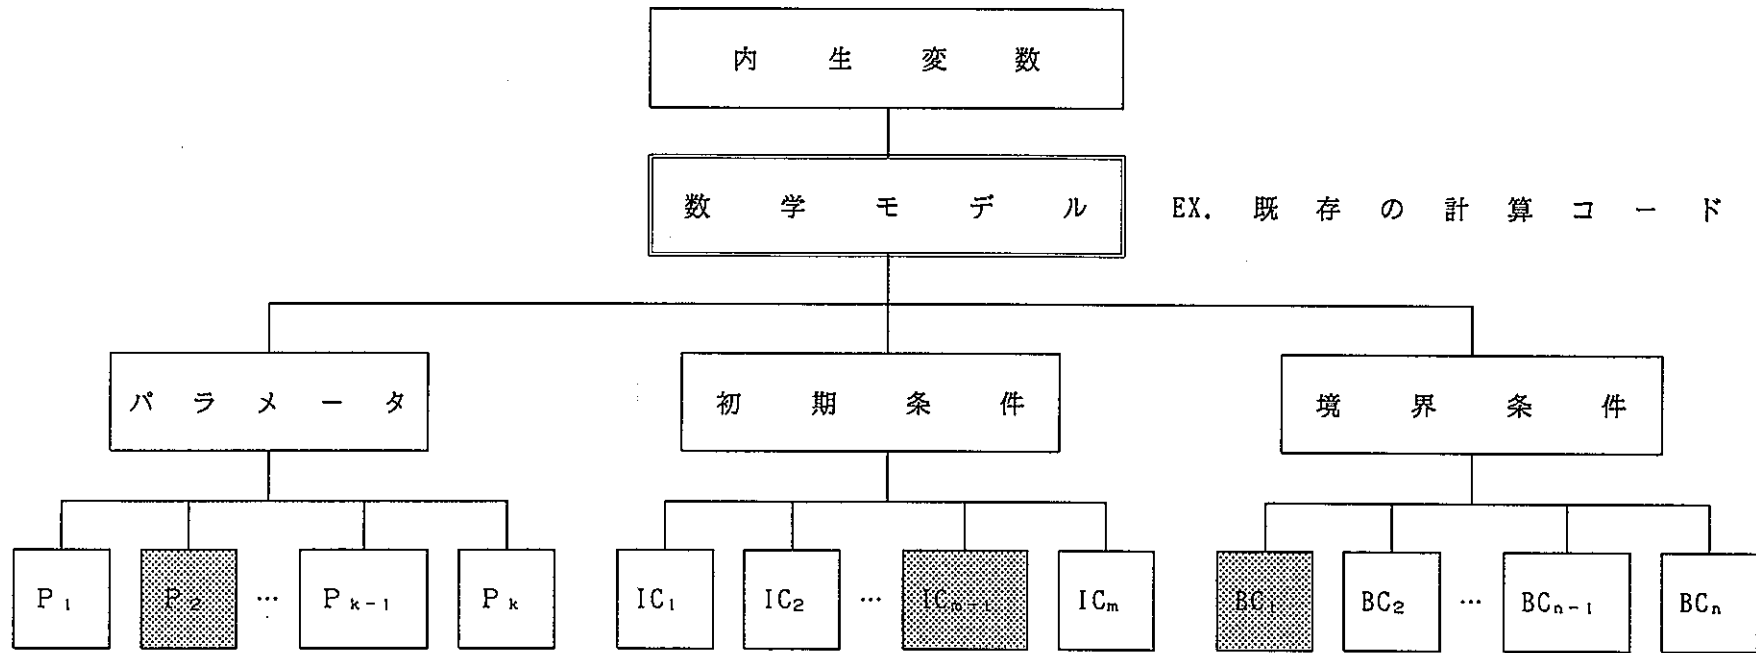 内生変数
数学モデル EX. 既存の計算コード
パラメータ 初期条件 境界条件
P₁ P₂ … Pₖ₋₁ Pₖ IC₁ IC₂ … ICₘ₋₁ ICₘ BC₁ BC₂ … BCₙ₋₁ BCₙ